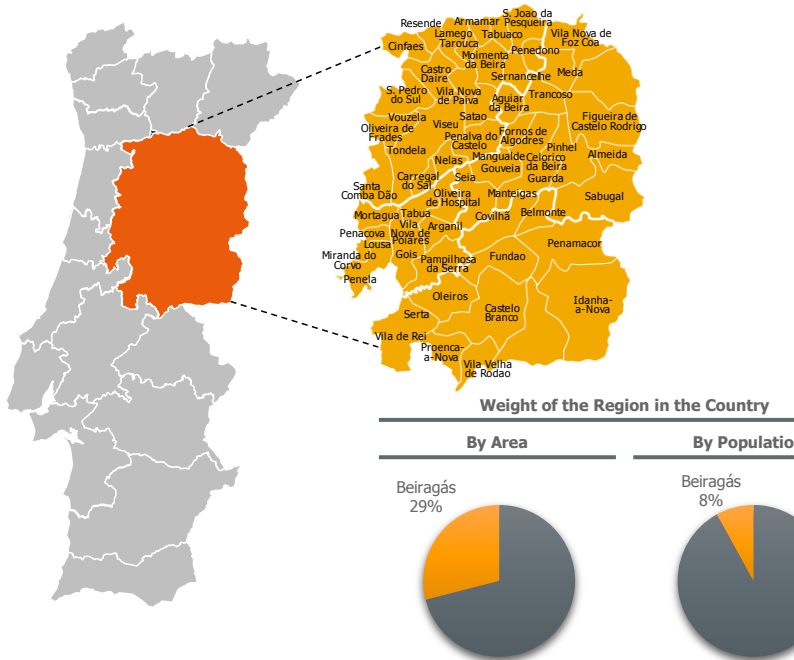 S. Joao da
Pesqueira
Resende
Armamar
Lamego
Tabuaco
Vila Nova de
Foz Coa
Cinfaes
Tarouca
Penedono
Moimenta
da Beira
Castro
Daire
Sernancelhe
Meda
S. Pedro
do Sul
Vila Nova
de Paiva
Aguiar
da Beira
Trancoso
Vouzela
Satao
Figueira de
Castelo Rodrigo
Oliveira de
Frades
Viseu
Penalva do
Castelo
Fornos de
Algodres
Tondela
Pinhel
Almeida
Nelas
Mangualde
Celorico
da Beira
Gouveia
Carregal
do Sal
Seia
Guarda
Santa
Comba Dão
Oliveira
de Hospital
Manteigas
Sabugal
Mortagua
Tabua
Covilhã
Belmonte
Vila
Nova de
Poiares
Arganil
Penacova
Lousa
Penamacor
Miranda do
Corvo
Gois
Pampilhosa
da Serra
Fundao
Penela
Oleiros
Idanha-
a-Nova
Serta
Castelo
Branco
Vila de Rei
Proenca-
a-Nova
Vila Velha
de Rodao
Weight of the Region in the Country
By Area
By Populatio
Beiragás
29%
Beiragás
8%